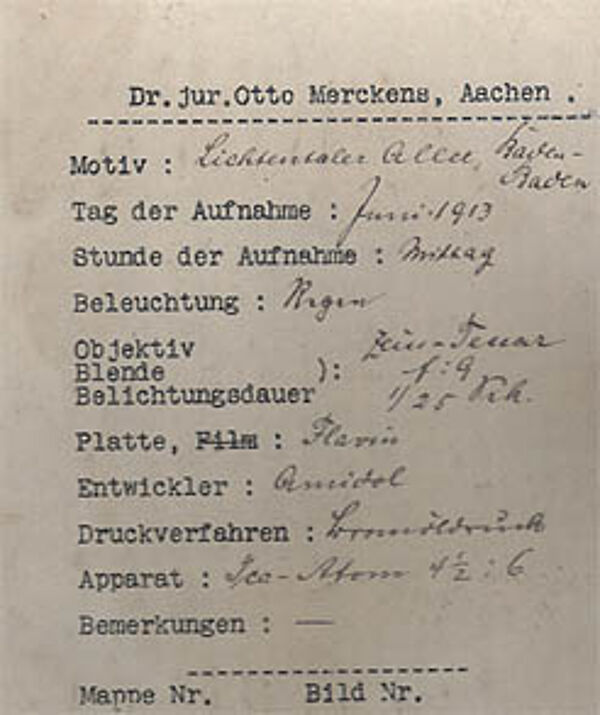 Dr.jur.Otto Merckens, Aachen .
Motiv : Lichtentaler Allee, Baden-
Baden
Tag der Aufnahme : Juni 1913
Stunde der Aufnahme : Mittag
Beleuchtung : Regen
Objektiv Zeiss-Tessar
Blende ): f:9
Belichtungsdauer 1/25 Sek.
Platte, Film : Flavin
Entwickler : Amidol
Druckverfahren : Bromöldruck
Apparat : Ica-Atom 4½:6
Bemerkungen : —
Mappe Nr. Bild Nr.